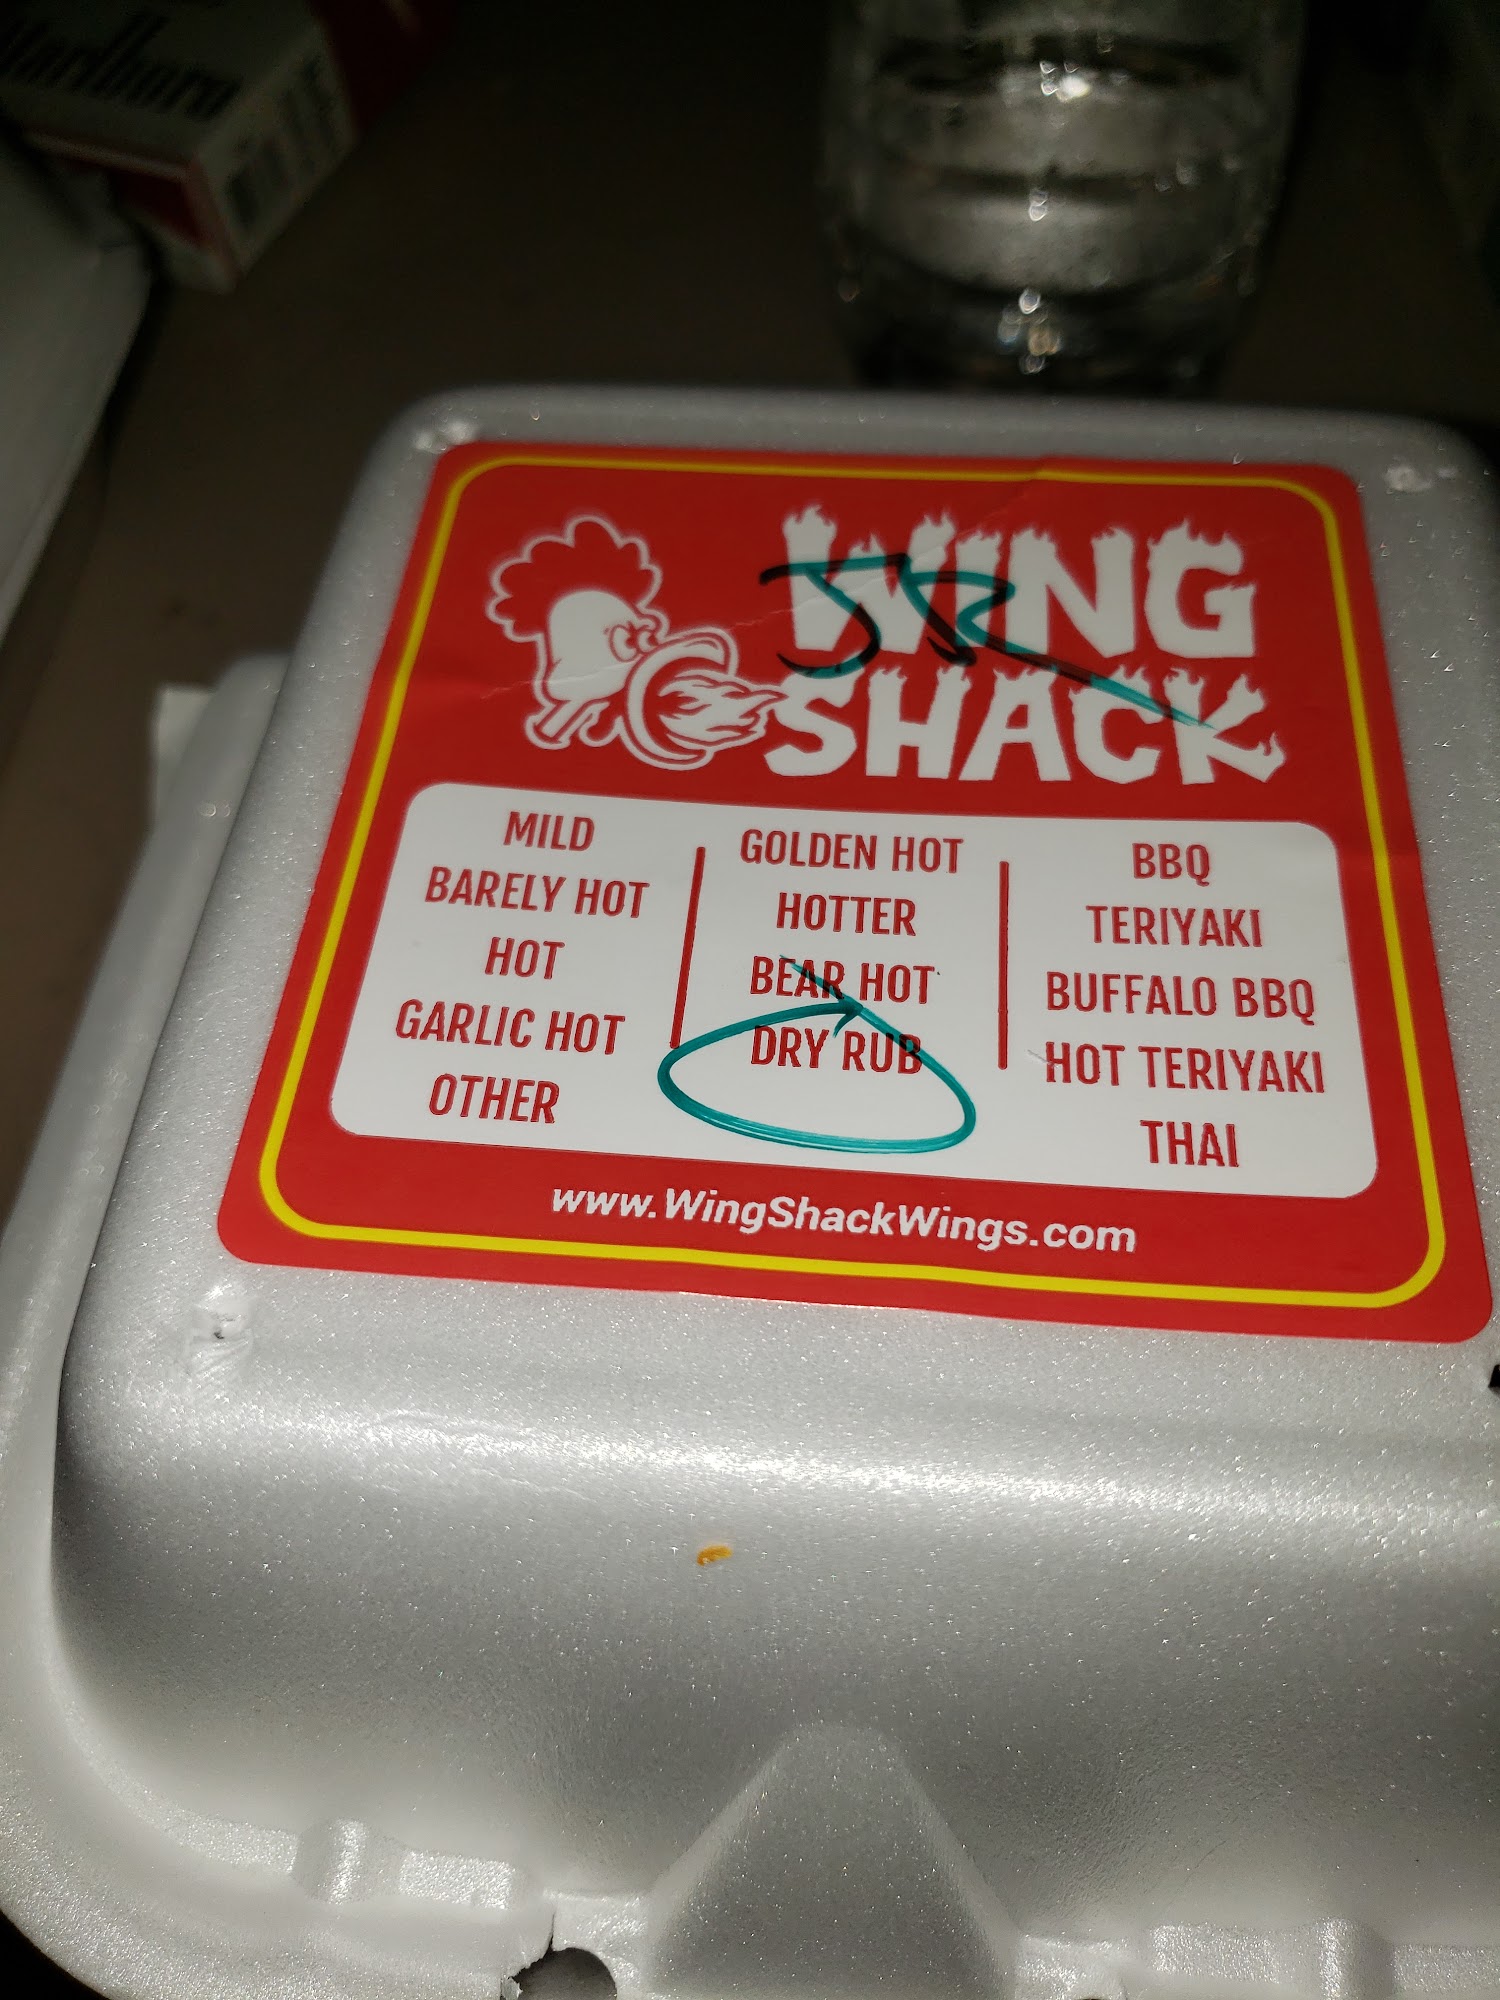 Marlboro
WING
SHACK
MILD
BARELY HOT
HOT
GARLIC HOT
OTHER
GOLDEN HOT
HOTTER
BEAR HOT
DRY RUB
BBQ
TERIYAKI
BUFFALO BBQ
HOT TERIYAKI
THAI
www.WingShackWings.com